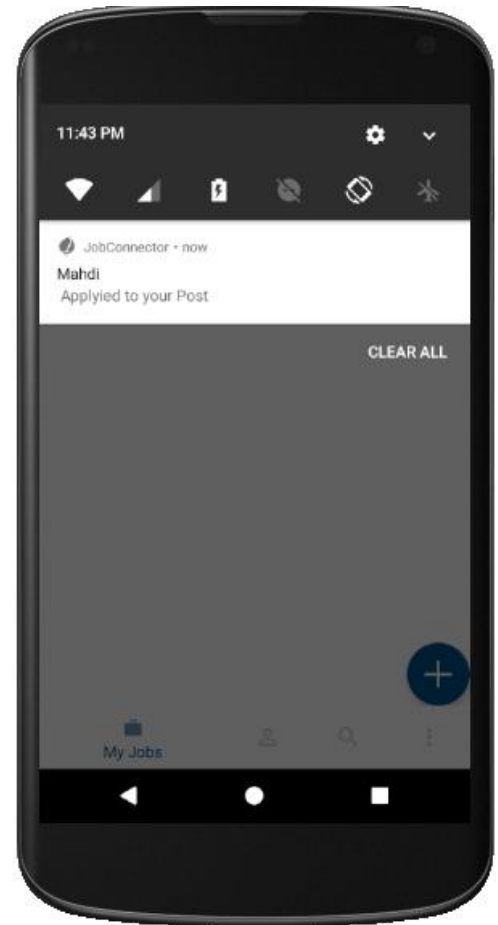 11:43 PM
JobConnector • now
Mahdi
Applyied to your Post
CLEAR ALL
My Jobs